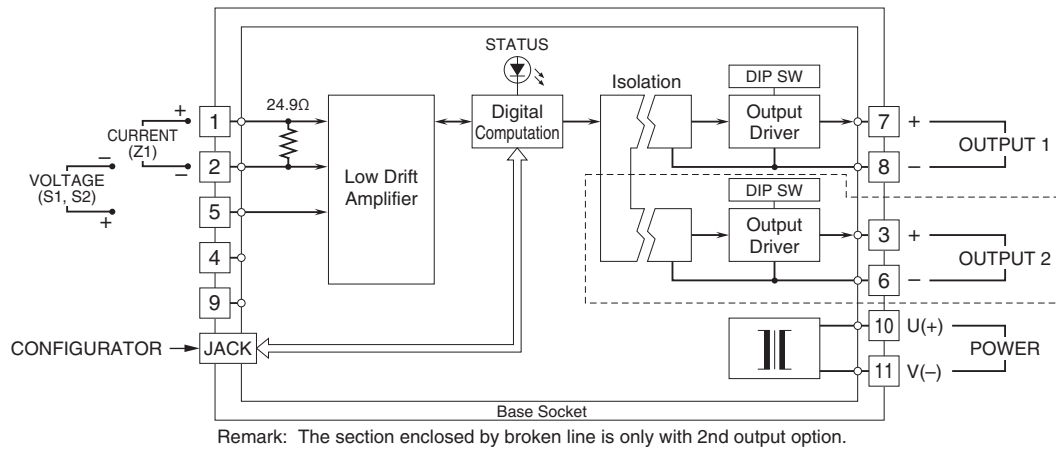 STATUS
Isolation
DIP SW
1
24.9Ω
Digital
Computation
Output
Driver
7 +
+
CURRENT
(Z1)
−
OUTPUT 1
2
8 −
−
VOLTAGE
(S1, S2)
+
Low Drift
Amplifier
DIP SW
5
Output
Driver
3 +
4
OUTPUT 2
6 −
9
10 U(+)
CONFIGURATOR
JACK
POWER
11 V(−)
Base Socket
Remark: The section enclosed by broken line is only with 2nd output option.